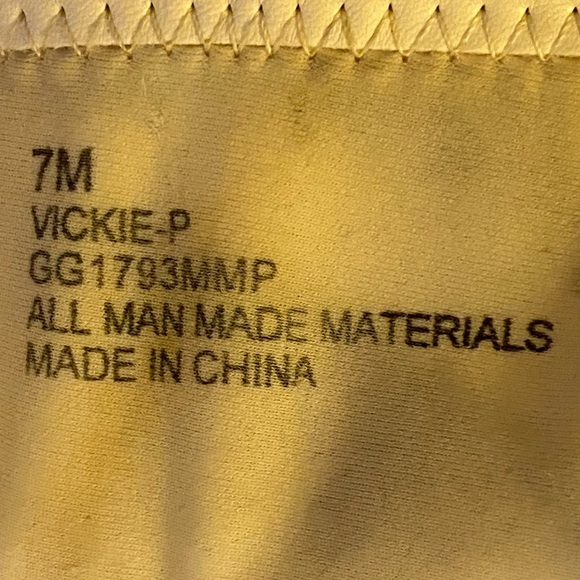 7M
VICKIE-P
GG1793MMP
ALL MAN MADE MATERIALS
MADE IN CHINA